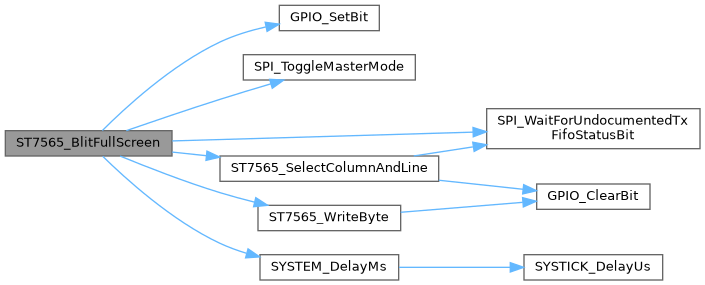 GPIO_SetBit
SPI_ToggleMasterMode
ST7565_BlitFullScreen
SPI_WaitForUndocumentedTx
FifoStatusBit
ST7565_SelectColumnAndLine
GPIO_ClearBit
ST7565_WriteByte
SYSTEM_DelayMs
SYSTICK_DelayUs